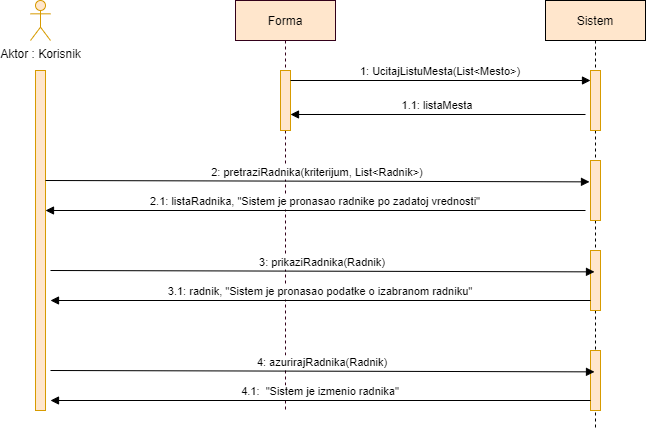 Forma
Sistem
Aktor : Korisnik
1: UcitajListuMesta(List<Mesto>)
1.1: listaMesta
2: pretraziRadnika(kriterijum, List<Radnik>)
2.1: listaRadnika, "Sistem je pronasao radnike po zadatoj vrednosti"
3: prikaziRadnika(Radnik)
3.1: radnik, "Sistem je pronasao podatke o izabranom radniku"
4: azurirajRadnika(Radnik)
4.1: "Sistem je izmenio radnika"